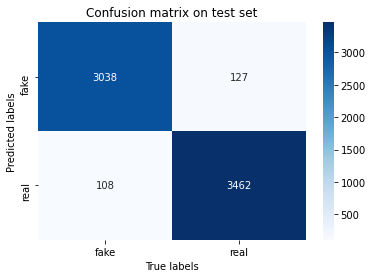 Confusion matrix on test set
Predicted labels
fake
3038
127
real
108
3462
fake
real
True labels
3000
2500
2000
1500
1000
500